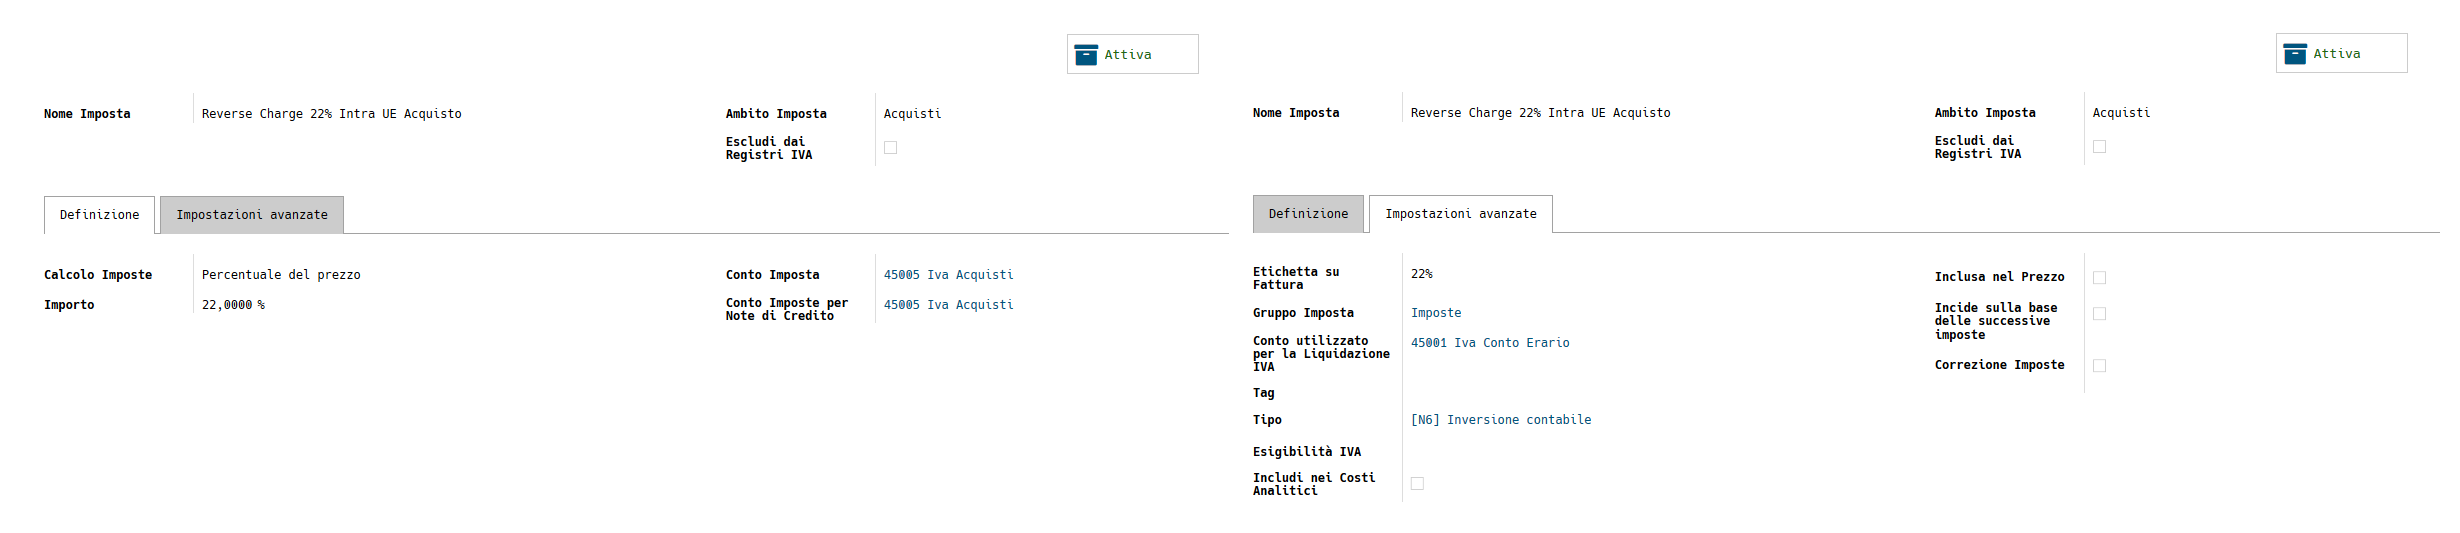 Attiva
Nome Imposta Reverse Charge 22% Intra UE Acquisto
Ambito Imposta Acquisti
Escludi dai
Registri IVA
Definizione Impostazioni avanzate
Calcolo Imposte Percentuale del prezzo
Importo 22,0000 %
Conto Imposta 45005 Iva Acquisti
Conto Imposte per
Note di Credito 45005 Iva Acquisti
Attiva
Nome Imposta Reverse Charge 22% Intra UE Acquisto
Ambito Imposta Acquisti
Escludi dai
Registri IVA
Definizione Impostazioni avanzate
Etichetta su
Fattura 22%
Gruppo Imposta Imposte
Conto utilizzato
per la Liquidazione
IVA 45001 Iva Conto Erario
Tag
Tipo [N6] Inversione contabile
Esigibilità IVA
Includi nei Costi
Analitici
Inclusa nel Prezzo
Incide sulla base
delle successive
imposte
Correzione Imposte